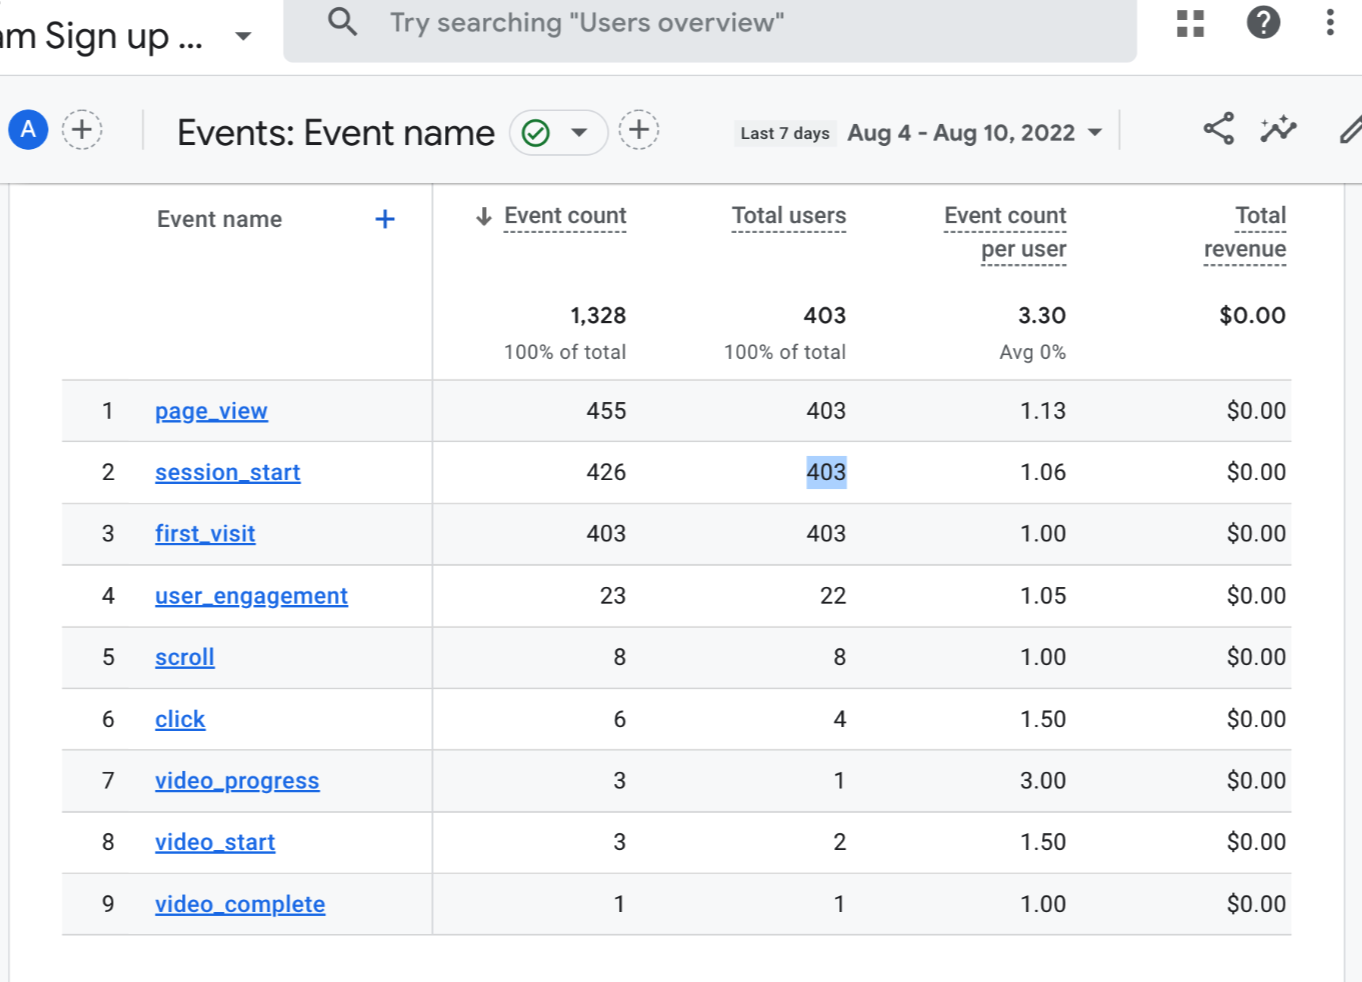 m Sign up ...
Try searching "Users overview"
A
Events: Event name
Last 7 days Aug 4 - Aug 10, 2022
Event name
Event count
Total users
Event count
per user
Total
revenue
1,328 403 3.30 $0.00
100% of total 100% of total Avg 0%
1 page_view 455 403 1.13 $0.00
2 session_start 426 403 1.06 $0.00
3 first_visit 403 403 1.00 $0.00
4 user_engagement 23 22 1.05 $0.00
5 scroll 8 8 1.00 $0.00
6 click 6 4 1.50 $0.00
7 video_progress 3 1 3.00 $0.00
8 video_start 3 2 1.50 $0.00
9 video_complete 1 1 1.00 $0.00